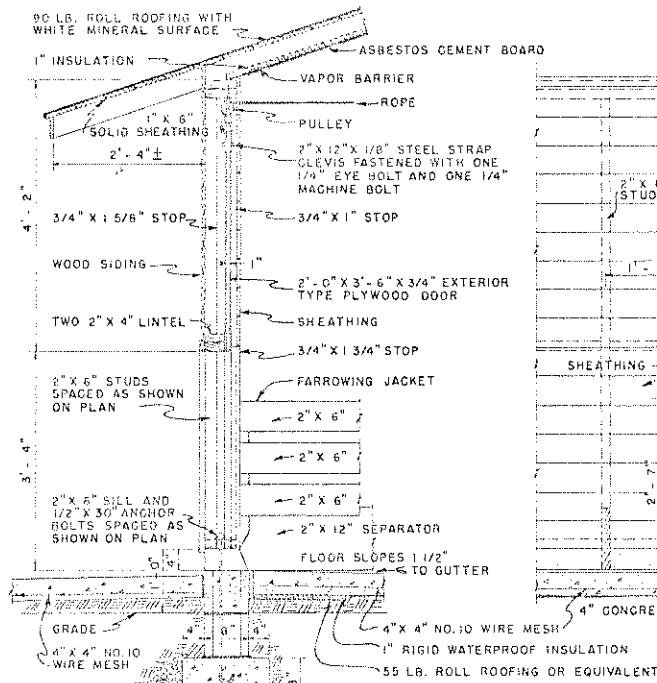 90 LB. ROLL ROOFING WITH
WHITE MINERAL SURFACE
ASBESTOS CEMENT BOARD
1" INSULATION
VAPOR BARRIER
ROPE
1" X 6"
SOLID SHEATHING
PULLEY
2' - 4" ±
2" X 12" X 1/8" STEEL STRAP
CLEVIS FASTENED WITH ONE
1/4" EYE BOLT AND ONE 1/4"
MACHINE BOLT
4' - 2"
3/4" X 1 5/8" STOP
3/4" X 1" STOP
WOOD SIDING
1"
2'-0" X 3'-6" X 3/4" EXTERIOR
TYPE PLYWOOD DOOR
TWO 2" X 4" LINTEL
SHEATHING
3/4" X 1 3/4" STOP
2" X 6" STUDS
SPACED AS SHOWN
ON PLAN
FARROWING JACKET
2" X 6"
2" X 6"
2" X 6"
3' - 4"
2" X 6" SILL AND
1/2" X 30" ANCHOR
BOLTS SPACED AS
SHOWN ON PLAN
2" X 12" SEPARATOR
FLOOR SLOPES 1 1/2"
TO GUTTER
GRADE
4" X 4" NO.10
WIRE MESH
4" 8" 4"
4" X 4" NO.10 WIRE MESH
1" RIGID WATERPROOF INSULATION
55 LB. ROLL ROOFING OR EQUIVALENT
STUD
1'-
SHEATHING
2'- 7"
4" CONCRE